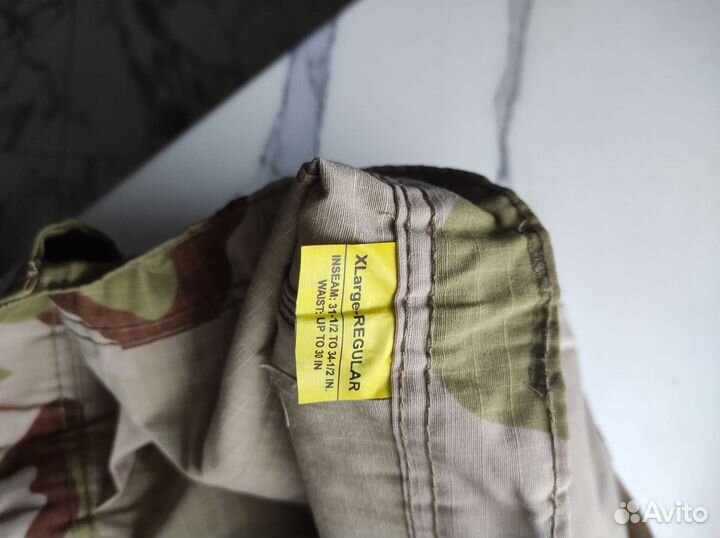 XLarge-REGULAR
INSEAM: 31-1/2 TO 34-1/2 IN.
WAIST: UP TO 30 IN
Avito